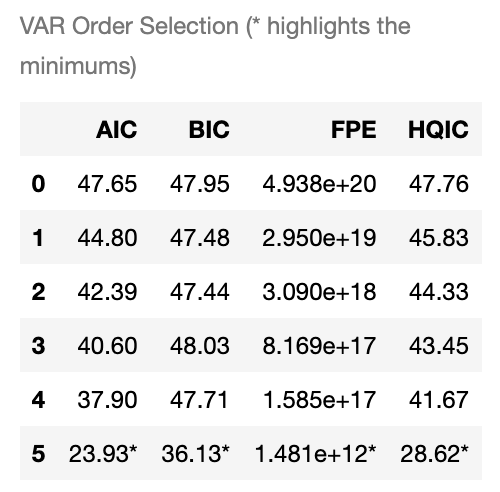 VAR Order Selection (* highlights the
minimums)
AIC BIC FPE HQIC
0 47.65 47.95 4.938e+20 47.76
1 44.80 47.48 2.950e+19 45.83
2 42.39 47.44 3.090e+18 44.33
3 40.60 48.03 8.169e+17 43.45
4 37.90 47.71 1.585e+17 41.67
5 23.93* 36.13* 1.481e+12* 28.62*